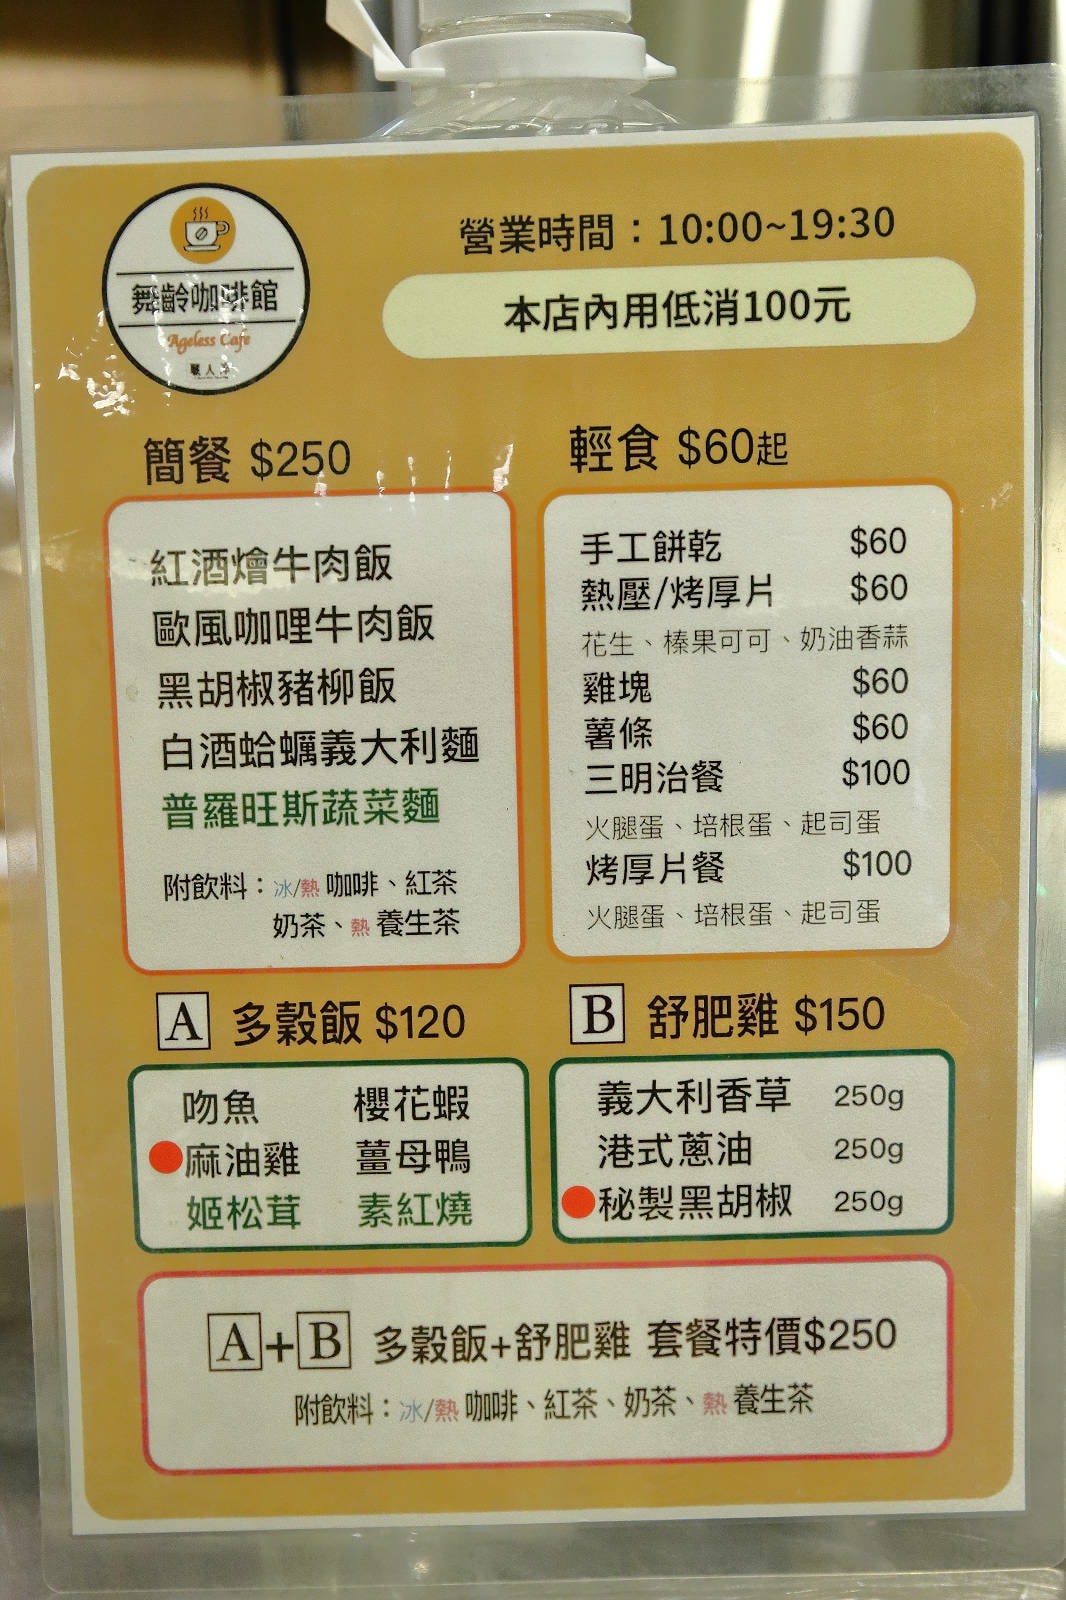 舞齡咖啡館
Ageless Cafe
營業時間：10:00~19:30
本店內用低消100元
簡餐 $250
紅酒燴牛肉飯
歐風咖哩牛肉飯
黑胡椒豬柳飯
白酒蛤蠣義大利麵
普羅旺斯蔬菜麵
附飲料：冰/熱 咖啡、紅茶
奶茶、熱 養生茶
輕食 $60起
手工餅乾 $60
熱壓/烤厚片 $60
花生、榛果可可、奶油香蒜
雞塊 $60
薯條 $60
三明治餐 $100
火腿蛋、培根蛋、起司蛋
烤厚片餐 $100
火腿蛋、培根蛋、起司蛋
A 多穀飯 $120
吻魚 櫻花蝦
麻油雞 薑母鴨
姬松茸 素紅燒
B 舒肥雞 $150
義大利香草 250g
港式蔥油 250g
秘製黑胡椒 250g
A+B 多穀飯+舒肥雞 套餐特價$250
附飲料：冰/熱 咖啡、紅茶、奶茶、熱 養生茶